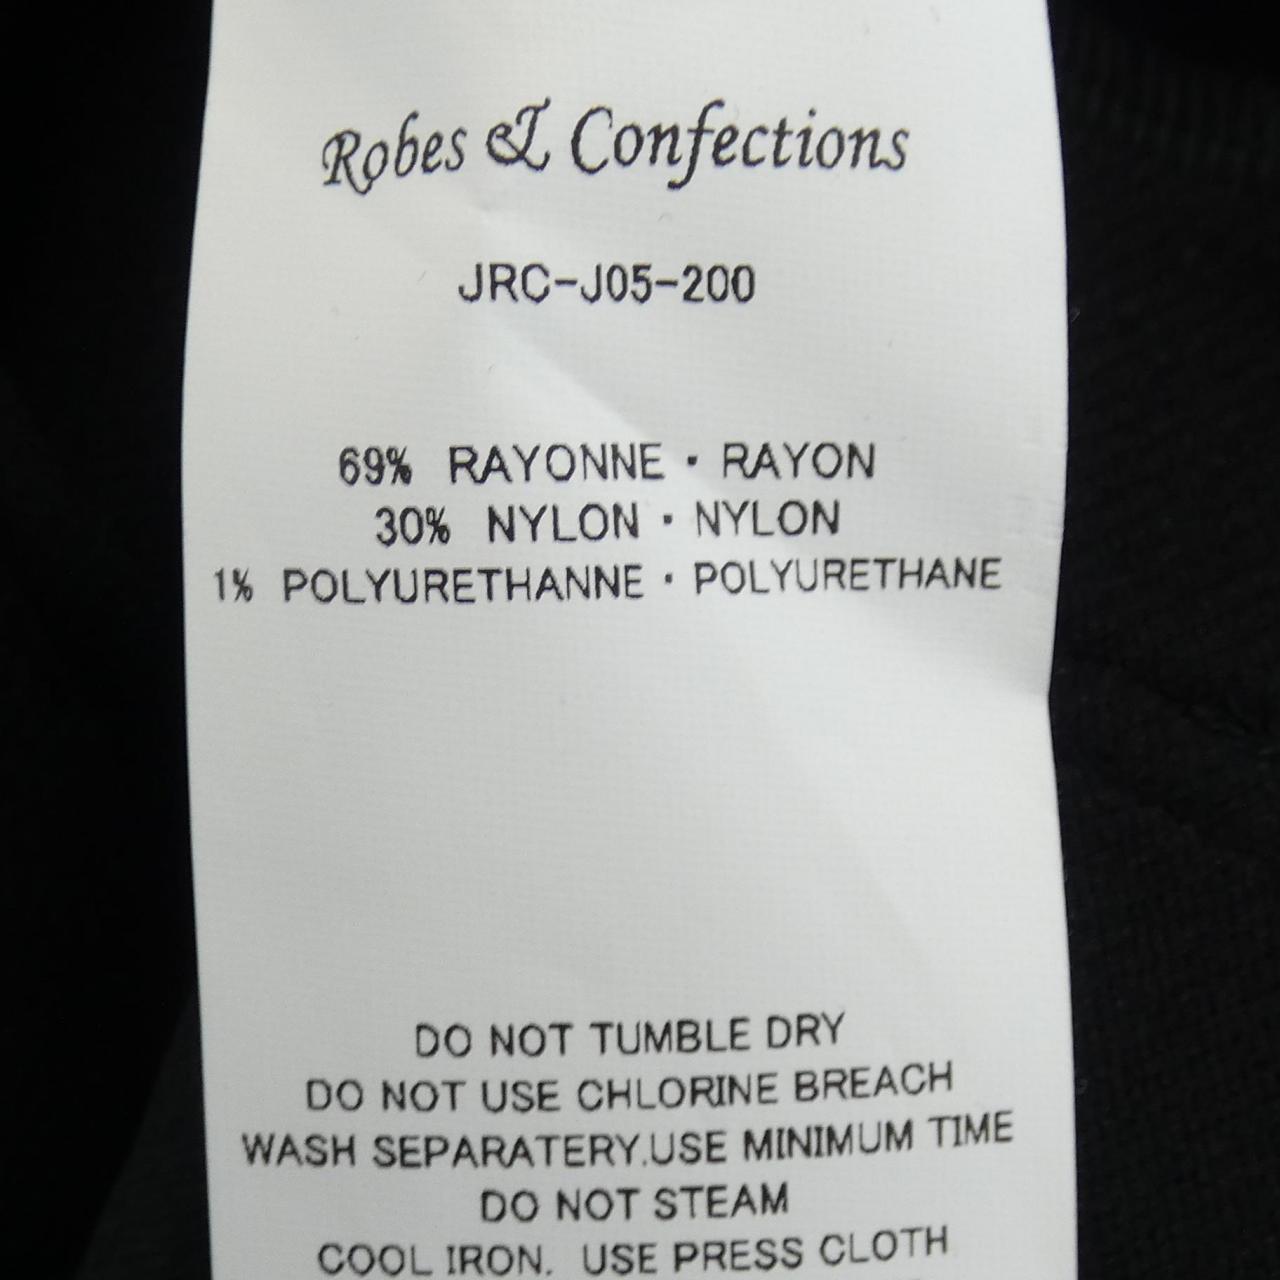 Robes & Confections
JRC-J05-200
69% RAYONNE・RAYON
30% NYLON・NYLON
1% POLYURETHANNE・POLYURETHANE
DO NOT TUMBLE DRY
DO NOT USE CHLORINE BREACH
WASH SEPARATERY.USE MINIMUM TIME
DO NOT STEAM
COOL IRON. USE PRESS CLOTH